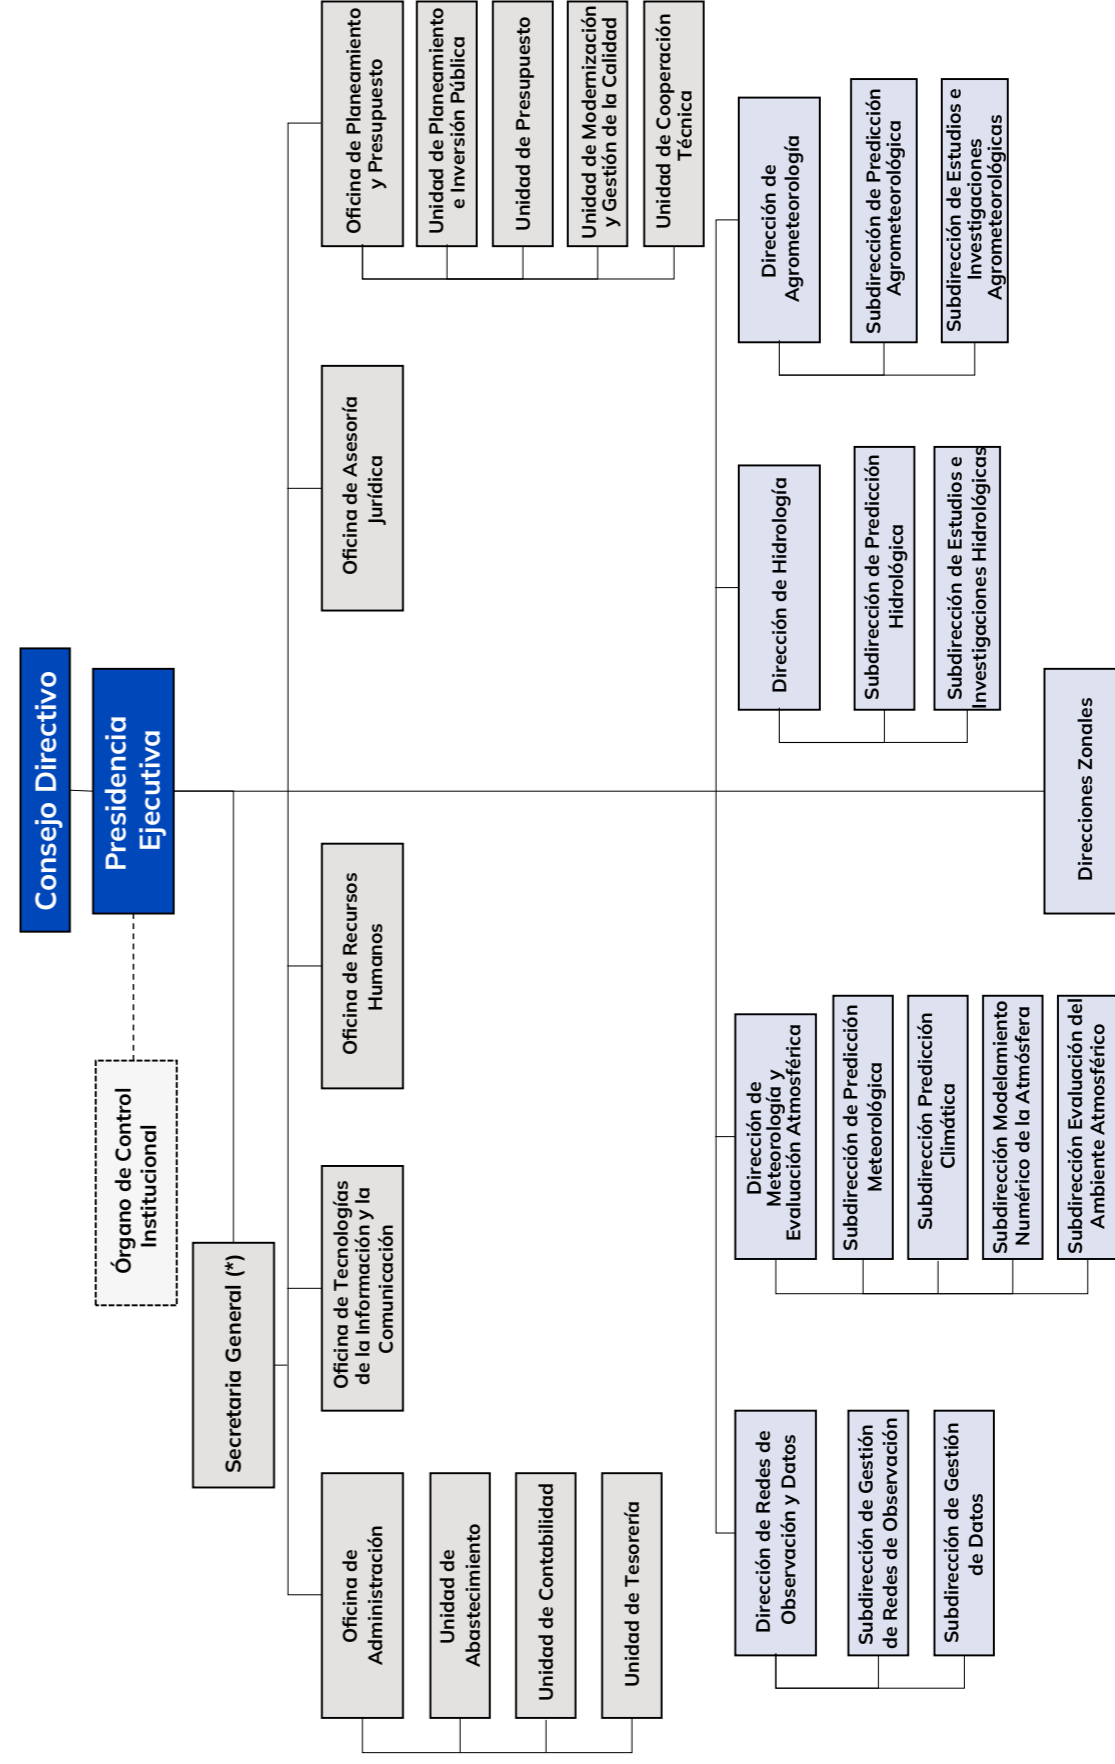 Consejo Directivo
Presidencia
Ejecutiva
Órgano de Control
Institucional
Secretaria General (*)
Oficina de
Administración
Unidad de
Abastecimiento
Unidad de Contabilidad
Unidad de Tesorería
Oficina de Tecnologías
de la Información y la
Comunicación
Oficina de Recursos
Humanos
Oficina de Asesoría
Jurídica
Oficina de Planeamiento
y Presupuesto
Unidad de Planeamiento
e Inversión Pública
Unidad de Presupuesto
Unidad de Modernización
y Gestión de la Calidad
Unidad de Cooperación
Técnica
Dirección de Redes de
Observación y Datos
Subdirección de Gestión
de Redes de Observación
Subdirección de Gestión
de Datos
Dirección de
Meteorología y
Evaluación Atmosférica
Subdirección de Predicción
Meteorológica
Subdirección Predicción
Climática
Subdirección Modelamiento
Numérico de la Atmósfera
Subdirección Evaluación del
Ambiente Atmosférico
Dirección de Hidrología
Subdirección de Predicción
Hidrológica
Subdirección de Estudios e
Investigaciones Hidrológicas
Dirección de
Agrometeorología
Subdirección de Predicción
Agrometeorológica
Subdirección de Estudios e
Investigaciones
Agrometeorológicas
Direcciones Zonales